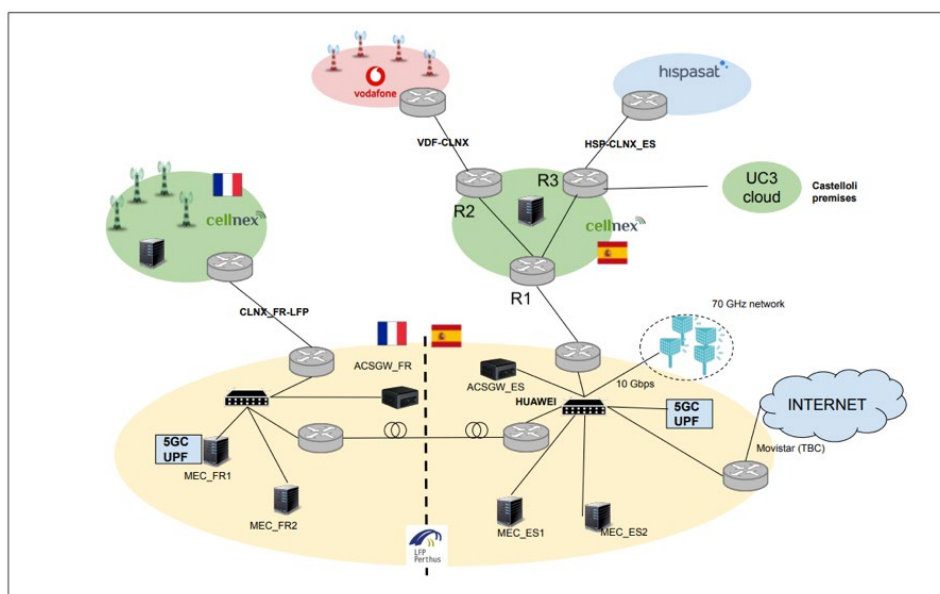 vodafone
hispasat
VDF-CLNX
HSP-CLNX_ES
R3
R2
UC3
cloud
Castelloli
premises
cellnex
cellnex
R1
CLNX_FR-LFP
70 GHz network
ACSGW_FR
ACSGW_ES
10 Gbps
HUAWEI
INTERNET
5GC
UPF
5GC
UPF
Movistar (TBC)
MEC_FR1
MEC_FR2
MEC_ES1
MEC_ES2
LFP
Perthus